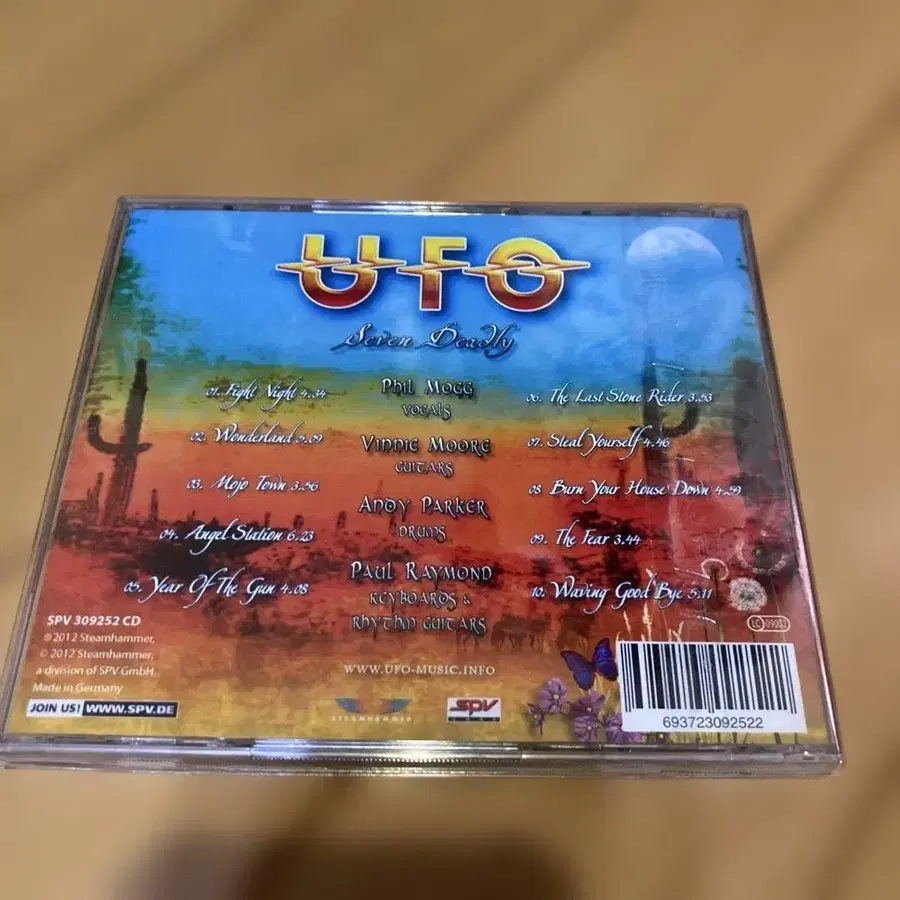 UFO
Seven Deadly
01. Fight Night 4.34
02. Wonderland 5.09
03. Mojo Town 3.56
04. Angel Station 6.23
05. Year Of The Gun 4.08
Phil Mogg
Vocals
Vinnie Moore
Guitars
Andy Parker
Drums
Paul Raymond
Keyboards &
Rhythm Guitars
06. The Last Stone Rider 3.53
07. Steal Yourself 4.46
08 Burn Your House Down 4.59
09. The Fear 3.44
10. Waving Good Bye 5.11
SPV 309252 CD
℗ 2012 Steamhammer,
© 2012 Steamhammer,
a division of SPV GmbH
Made in Germany
JOIN US! WWW.SPV.DE
WWW.UFO-MUSIC.INFO
steamhammer
SPV
LC 09002
693723092522